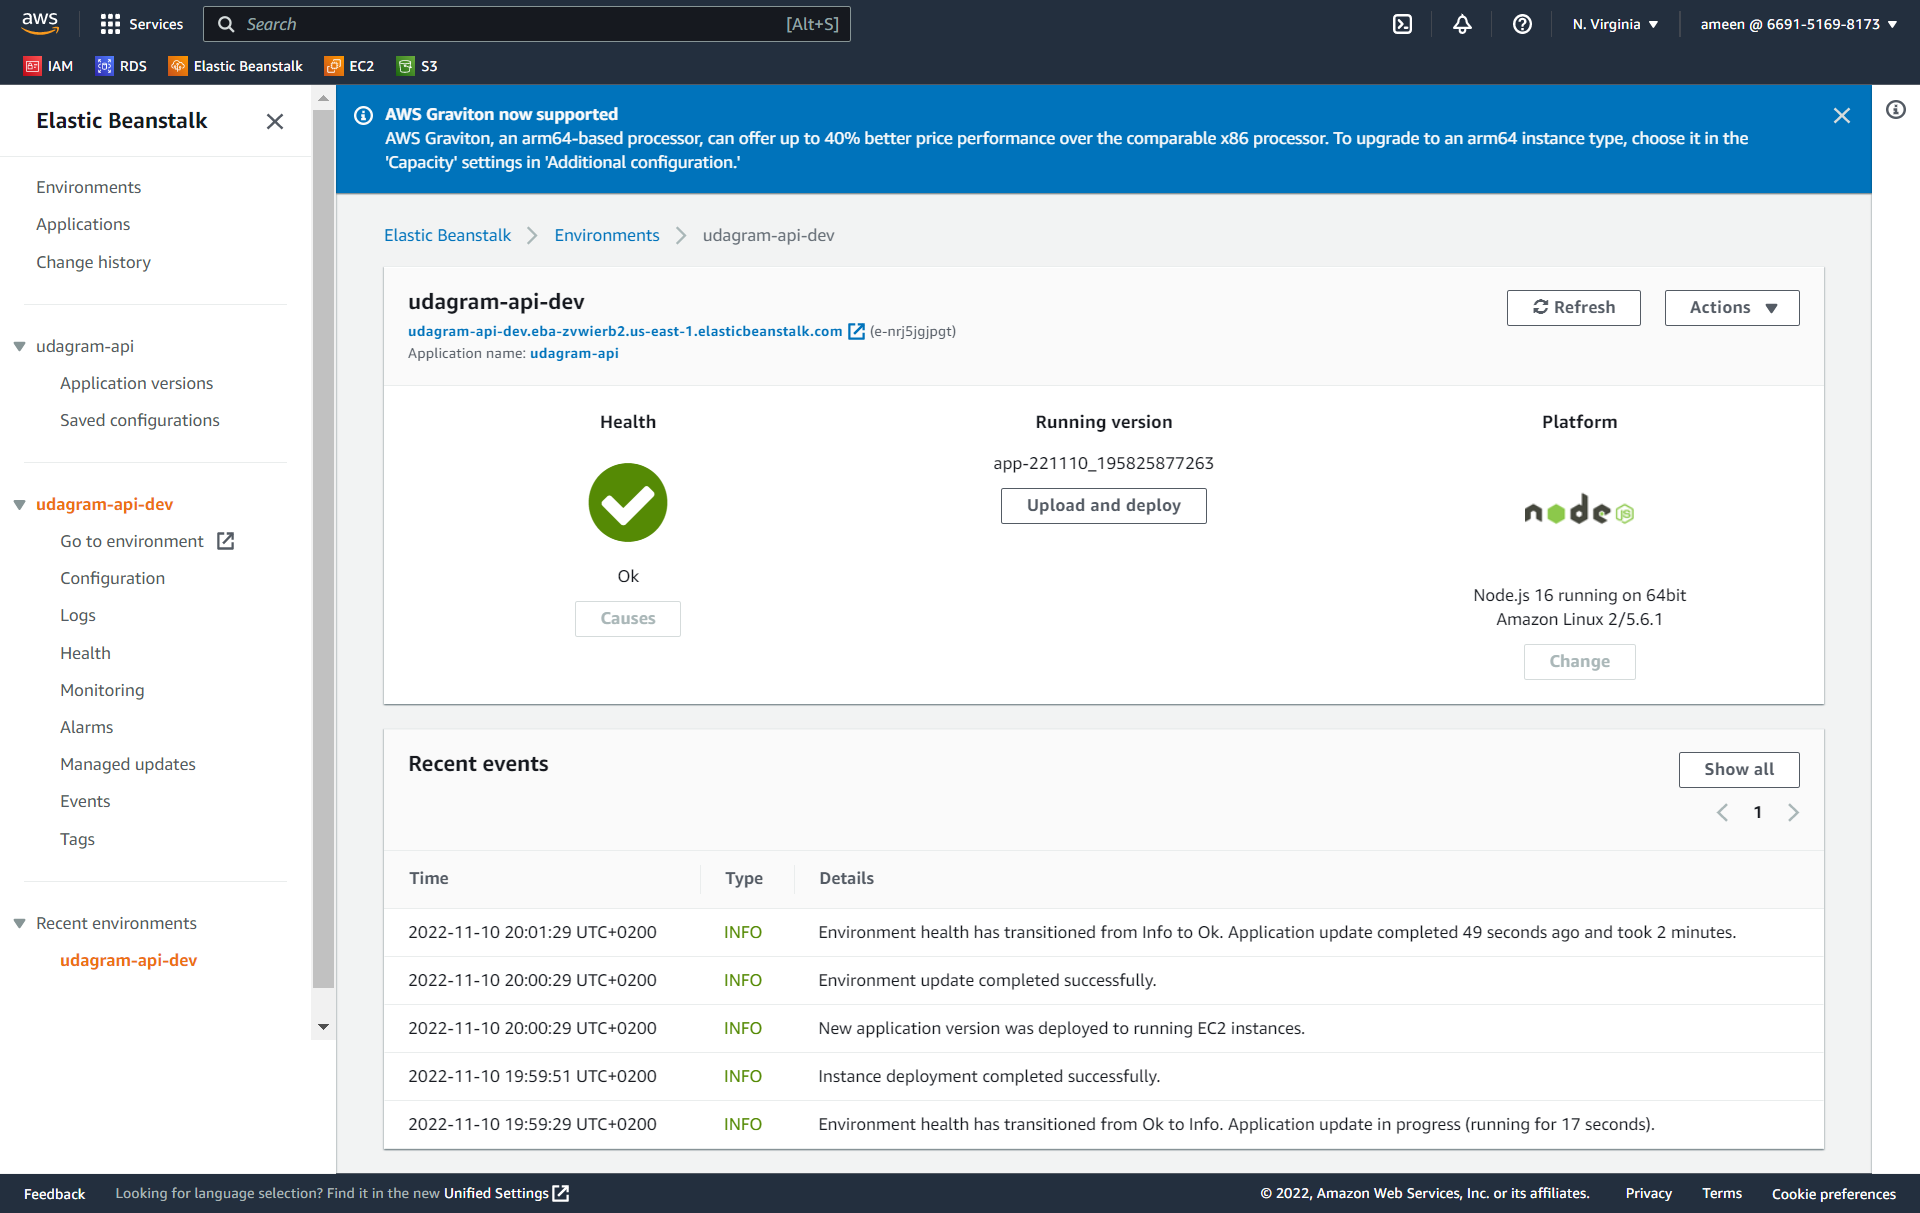 aws
Services
Search
[Alt+S]
N. Virginia
ameen @ 6691-5169-8173
IAM
RDS
Elastic Beanstalk
EC2
S3
Elastic Beanstalk
Environments
Applications
Change history
udagram-api
Application versions
Saved configurations
udagram-api-dev
Go to environment
Configuration
Logs
Health
Monitoring
Alarms
Managed updates
Events
Tags
Recent environments
udagram-api-dev
AWS Graviton now supported
AWS Graviton, an arm64-based processor, can offer up to 40% better price performance over the comparable x86 processor. To upgrade to an arm64 instance type, choose it in the
'Capacity' settings in 'Additional configuration.'
Elastic Beanstalk
Environments
udagram-api-dev
udagram-api-dev
udagram-api-dev.eba-zvwierb2.us-east-1.elasticbeanstalk.com (e-nrj5jgjpgt)
Application name: udagram-api
Refresh
Actions
Health
Ok
Causes
Running version
app-221110_195825877263
Upload and deploy
Platform
node JS
Node.js 16 running on 64bit
Amazon Linux 2/5.6.1
Change
Recent events
Show all
1
Time Type Details
2022-11-10 20:01:29 UTC+0200 INFO Environment health has transitioned from Info to Ok. Application update completed 49 seconds ago and took 2 minutes.
2022-11-10 20:00:29 UTC+0200 INFO Environment update completed successfully.
2022-11-10 20:00:29 UTC+0200 INFO New application version was deployed to running EC2 instances.
2022-11-10 19:59:51 UTC+0200 INFO Instance deployment completed successfully.
2022-11-10 19:59:29 UTC+0200 INFO Environment health has transitioned from Ok to Info. Application update in progress (running for 17 seconds).
Feedback
Looking for language selection? Find it in the new Unified Settings
© 2022, Amazon Web Services, Inc. or its affiliates.
Privacy
Terms
Cookie preferences